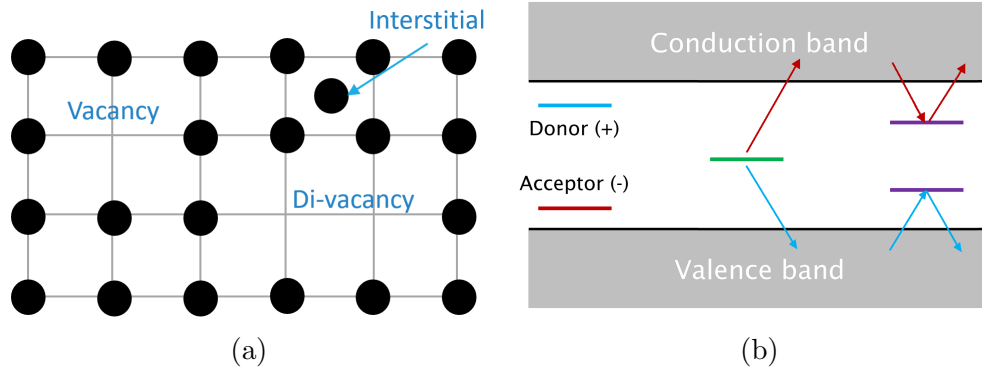 Interstitial
Vacancy
Di-vacancy
(a)
Conduction band
Donor (+)
Acceptor (-)
Valence band
(b)